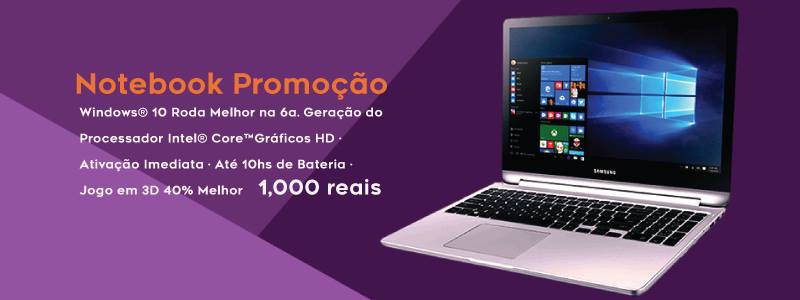 Notebook Promoção
Windows® 10 Roda Melhor na 6a. Geração do
Processador Intel® Core™Gráficos HD ·
Ativação Imediata · Até 10hs de Bateria ·
Jogo em 3D 40% Melhor 1,000 reais
SAMSUNG